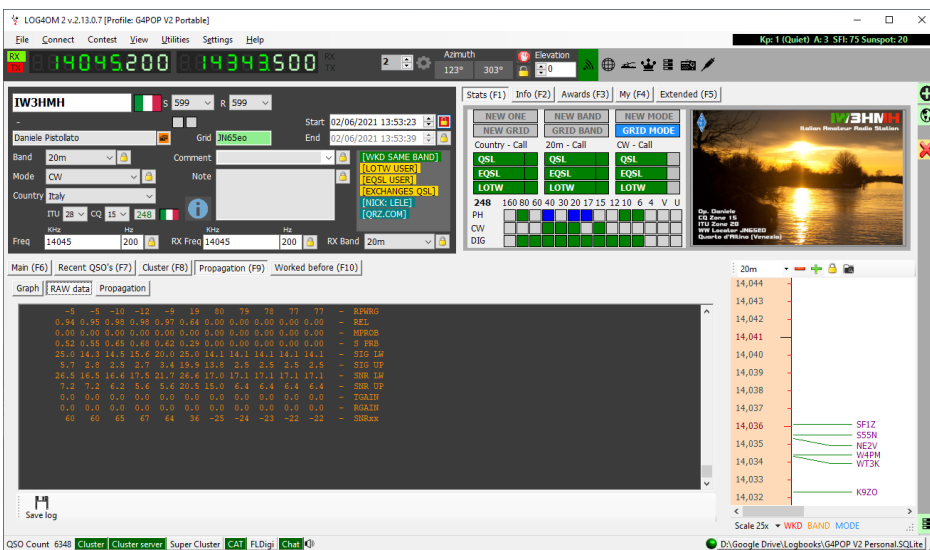 LOG4OM 2 v.2.13.0.7 [Profile: G4POP V2 Portable]
File Connect Contest View Utilities Settings Help
Kp: 1 (Quiet) A: 3 SFI: 75 Sunspot: 20
RX 14045.200 14343.500 RX 2 Azimuth Elevation
TX TX 123° 303° 0
IW3HMH S 599 R 599
-
Start 02/06/2021 13:53:23
Daniele Pistollato Grid JN65eo End 02/06/2021 13:53:39
Band 20m Comment
Mode CW Note
Country Italy
ITU 28 CQ 15 248
KHz Hz KHz Hz
Freq 14045 200 RX Freq 14045 200 RX Band 20m
[WKD SAME BAND]
[LOTW USER]
[EQSL USER]
[EXCHANGES QSL]
[NICK: LELE]
[QRZ.COM]
Stats (F1) Info (F2) Awards (F3) My (F4) Extended (F5)
NEW ONE NEW BAND NEW MODE
NEW GRID GRID BAND GRID MODE
Country - Call 20m - Call CW - Call
QSL QSL QSL
EQSL EQSL EQSL
LOTW LOTW LOTW
248 160 80 60 40 30 20 17 15 12 10 6 4 V U
PH
CW
DIG
IW3HMH
Italian Amateur Radio Station
Op. Daniele
CQ Zone 15
ITU Zone 28
WW Locator JN65EO
Quarto d'Altino (Venezia)
Main (F6) Recent QSO's (F7) Cluster (F8) Propagation (F9) Worked before (F10)
Graph RAW data Propagation
-5 -5 -10 -12 -9 19 80 79 78 77 77 - RPWRG
0.94 0.95 0.98 0.98 0.97 0.64 0.00 0.00 0.00 0.00 0.00 - REL
0.00 0.00 0.00 0.00 0.00 0.00 0.00 0.00 0.00 0.00 0.00 - MPROB
0.52 0.55 0.65 0.68 0.62 0.29 0.00 0.00 0.00 0.00 0.00 - S PRB
25.0 14.3 14.5 15.6 20.0 25.0 14.1 14.1 14.1 14.1 14.1 - SIG LW
5.7 2.8 2.5 2.7 3.4 19.9 13.8 2.5 2.5 2.5 2.5 - SIG UP
26.5 16.5 16.6 17.5 21.7 26.6 17.0 17.1 17.1 17.1 17.1 - SNR LW
7.2 7.2 6.2 5.6 5.6 20.5 15.0 6.4 6.4 6.4 6.4 - SNR UP
0.0 0.0 0.0 0.0 0.0 0.0 0.0 0.0 0.0 0.0 0.0 - TGAIN
0.0 0.0 0.0 0.0 0.0 0.0 0.0 0.0 0.0 0.0 0.0 - RGAIN
60 60 65 67 64 36 -25 -24 -23 -22 -22 - SNRxx
Save log
20m
14,044
14,043
14,042
14,041
14,040
14,039
14,038
14,037
14,036 SF1Z
S55N
14,035 NE2V
W4PM
14,034 WT3K
14,033
14,032 K9ZO
Scale 25x WKD BAND MODE
QSO Count 6348 Cluster Cluster server Super Cluster CAT FLDigi Chat
D:\Google Drive\Logbooks\G4POP V2 Personal.SQLite